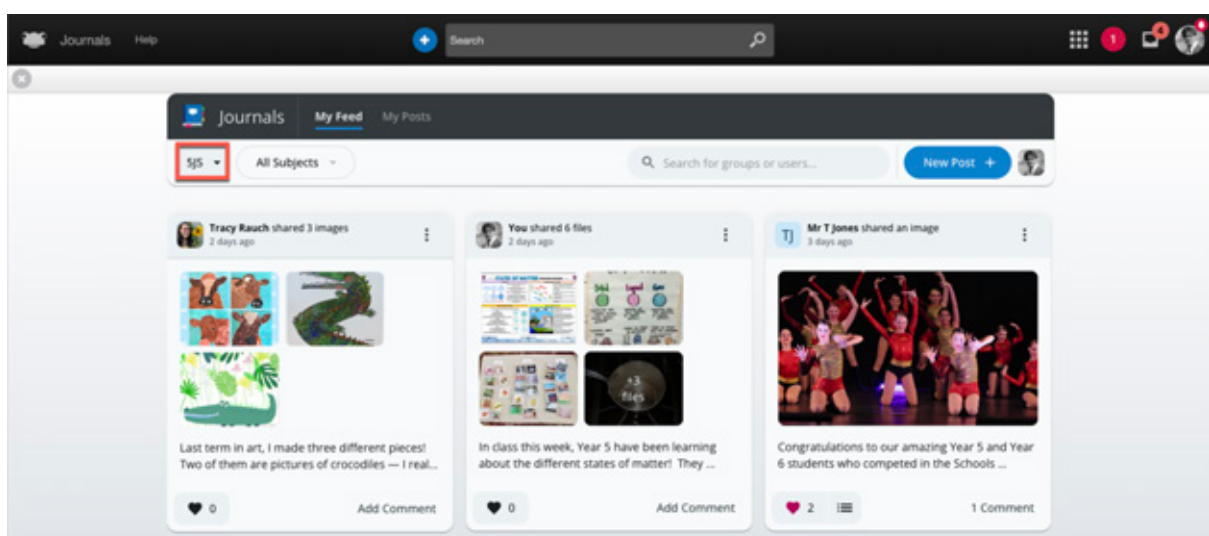 Journals Help Search 1 4
Journals My Feed My Posts
5JS All Subjects Search for groups or users... New Post +
Tracy Rauch shared 3 images
2 days ago
You shared 6 files
2 days ago
TJ Mr T Jones shared an image
3 days ago
+3
files
Last term in art, I made three different pieces!
Two of them are pictures of crocodiles — I real...
In class this week, Year 5 have been learning
about the different states of matter! They ...
Congratulations to our amazing Year 5 and Year
6 students who competed in the Schools ...
0 Add Comment
0 Add Comment
2 1 Comment